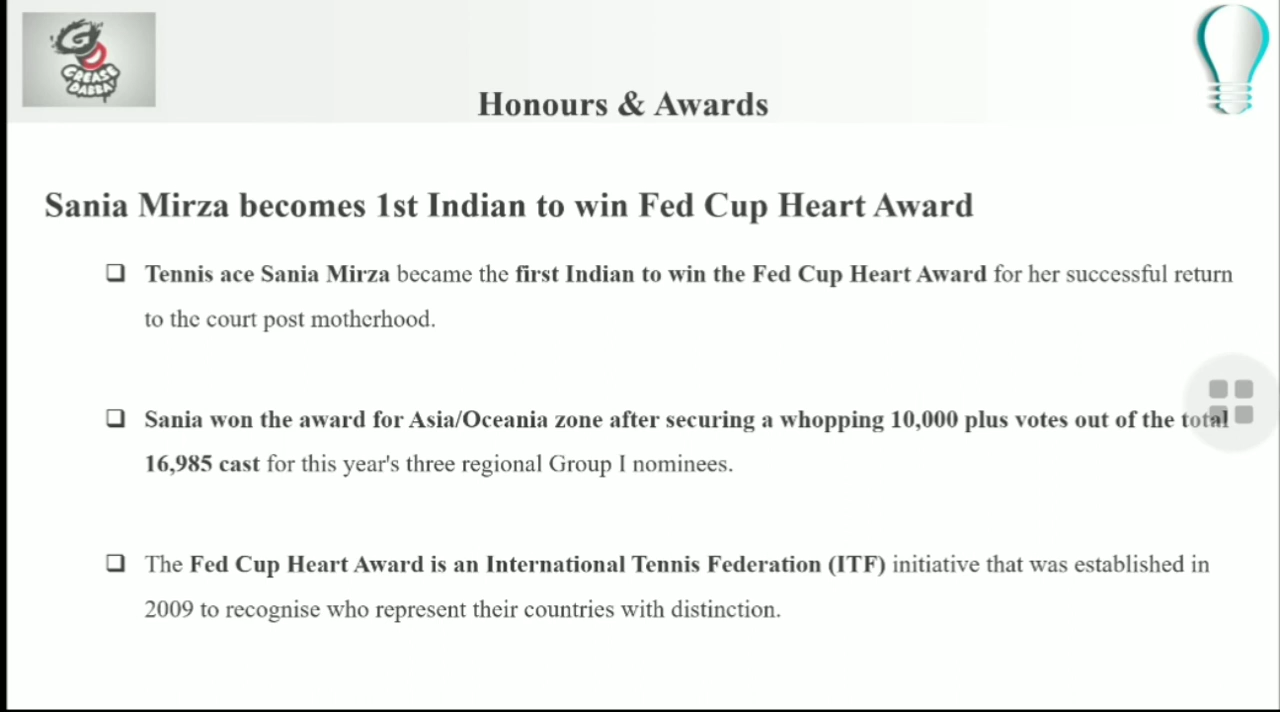 G
GREASE
DABBA
Honours & Awards
Sania Mirza becomes 1st Indian to win Fed Cup Heart Award
❑ Tennis ace Sania Mirza became the first Indian to win the Fed Cup Heart Award for her successful return
to the court post motherhood.
❑ Sania won the award for Asia/Oceania zone after securing a whopping 10,000 plus votes out of the total
16,985 cast for this year's three regional Group I nominees.
❑ The Fed Cup Heart Award is an International Tennis Federation (ITF) initiative that was established in
2009 to recognise who represent their countries with distinction.